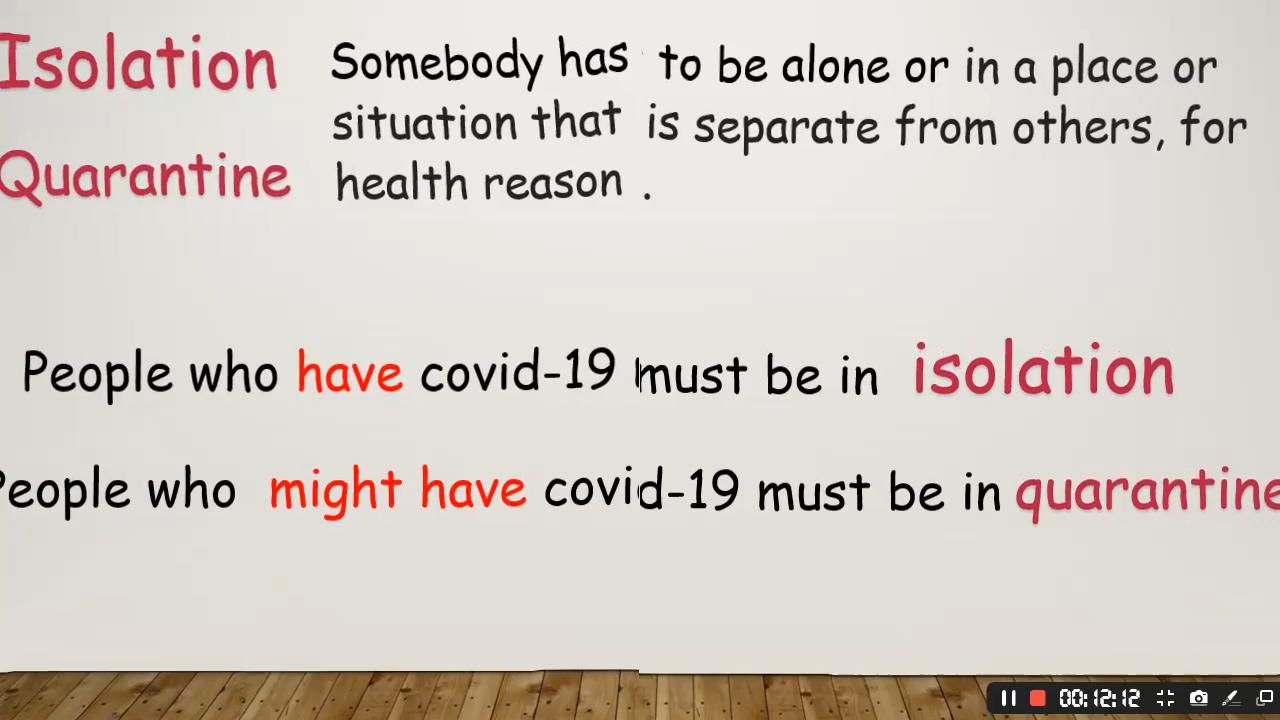 Isolation
Quarantine
Somebody has to be alone or in a place or
situation that is separate from others, for
health reason .
People who have covid-19 must be in isolation
People who might have covid-19 must be in quarantine
00:12:12